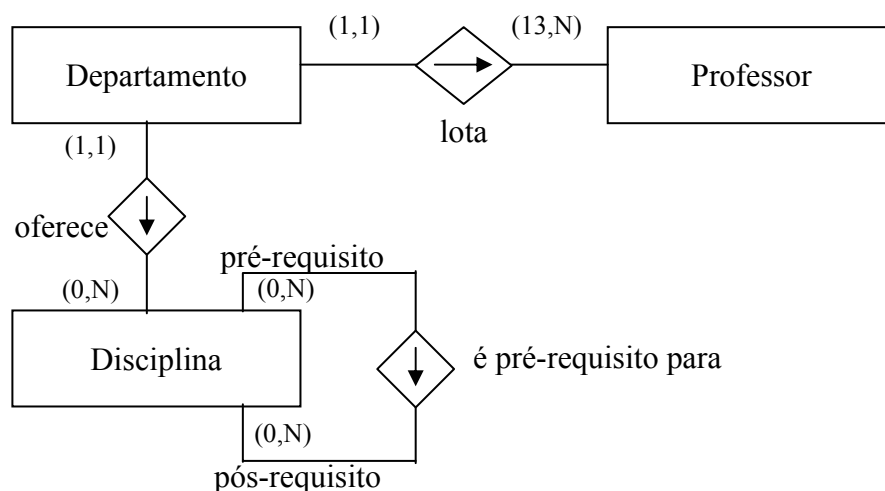 (1,1)
(13,N)
Departamento
Professor
lota
(1,1)
oferece
(0,N)
pré-requisito
(0,N)
Disciplina
é pré-requisito para
(0,N)
pós-requisito